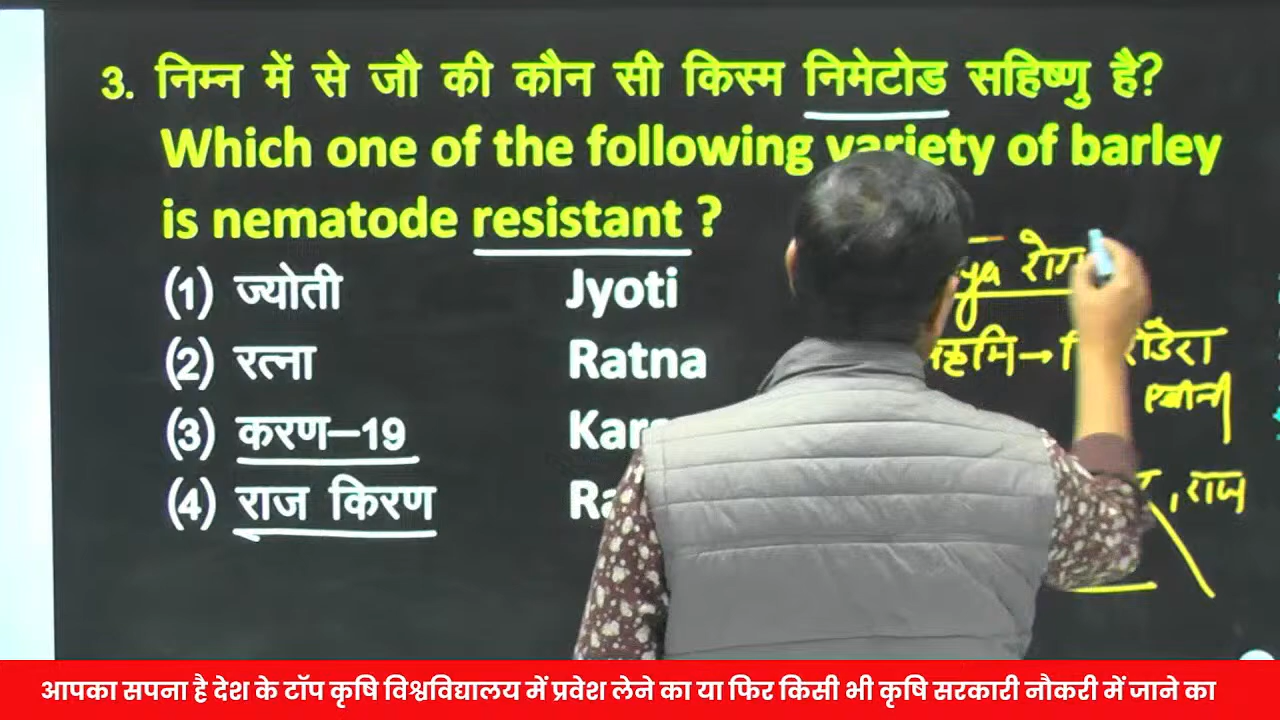 3. निम्न में से जौ की कौन सी किस्म निमेटोड सहिष्णु है?
Which one of the following variety of barley
is nematode resistant ?
(1) ज्योती Jyoti
(2) रत्ना Ratna
(3) करण–19
(4) राज किरण
रोग
राज
आपका सपना है देश के टॉप कृषि विश्वविद्यालय में प्रवेश लेने का या फिर किसी भी कृषि सरकारी नौकरी में जाने का